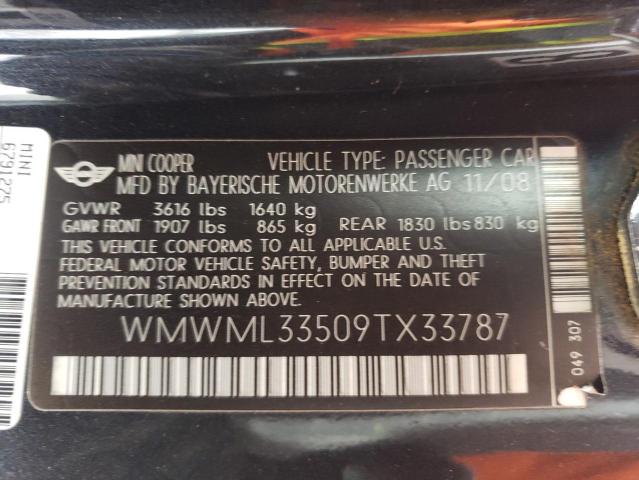 MINI COOPER VEHICLE TYPE: PASSENGER CAR
MFD BY BAYERISCHE MOTORENWERKE AG 11/08
GVWR 3616 lbs 1640 kg
GAWR FRONT 1907 lbs 865 kg REAR 1830 lbs 830 kg
THIS VEHICLE CONFORMS TO ALL APPLICABLE U.S.
FEDERAL MOTOR VEHICLE SAFETY, BUMPER AND THEFT
PREVENTION STANDARDS IN EFFECT ON THE DATE OF
MANUFACTURE SHOWN ABOVE.
WMWML33509TX33787
049 307
MINI
6291225